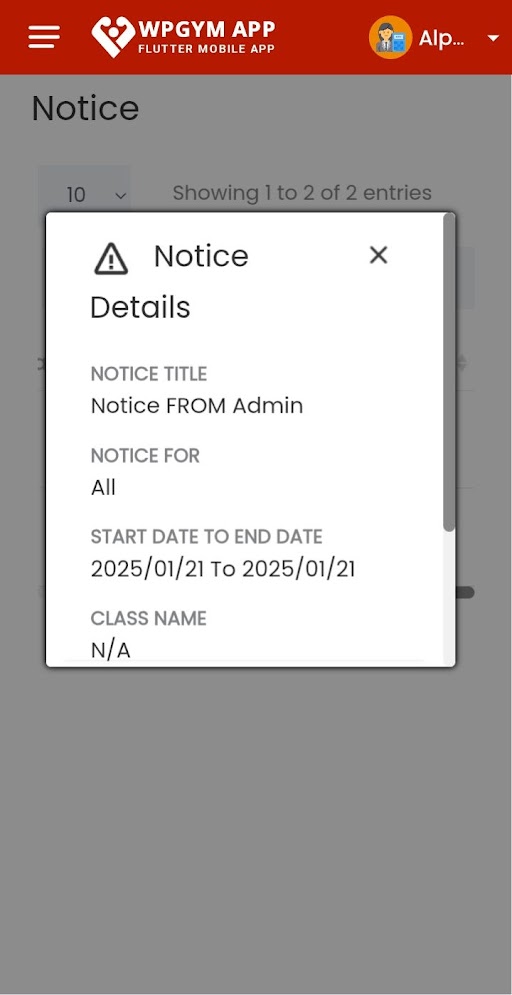 WPGYM APP
FLUTTER MOBILE APP
Alp...
Notice
10
Showing 1 to 2 of 2 entries
Notice
Details
NOTICE TITLE
Notice FROM Admin
NOTICE FOR
All
START DATE TO END DATE
2025/01/21 To 2025/01/21
CLASS NAME
N/A